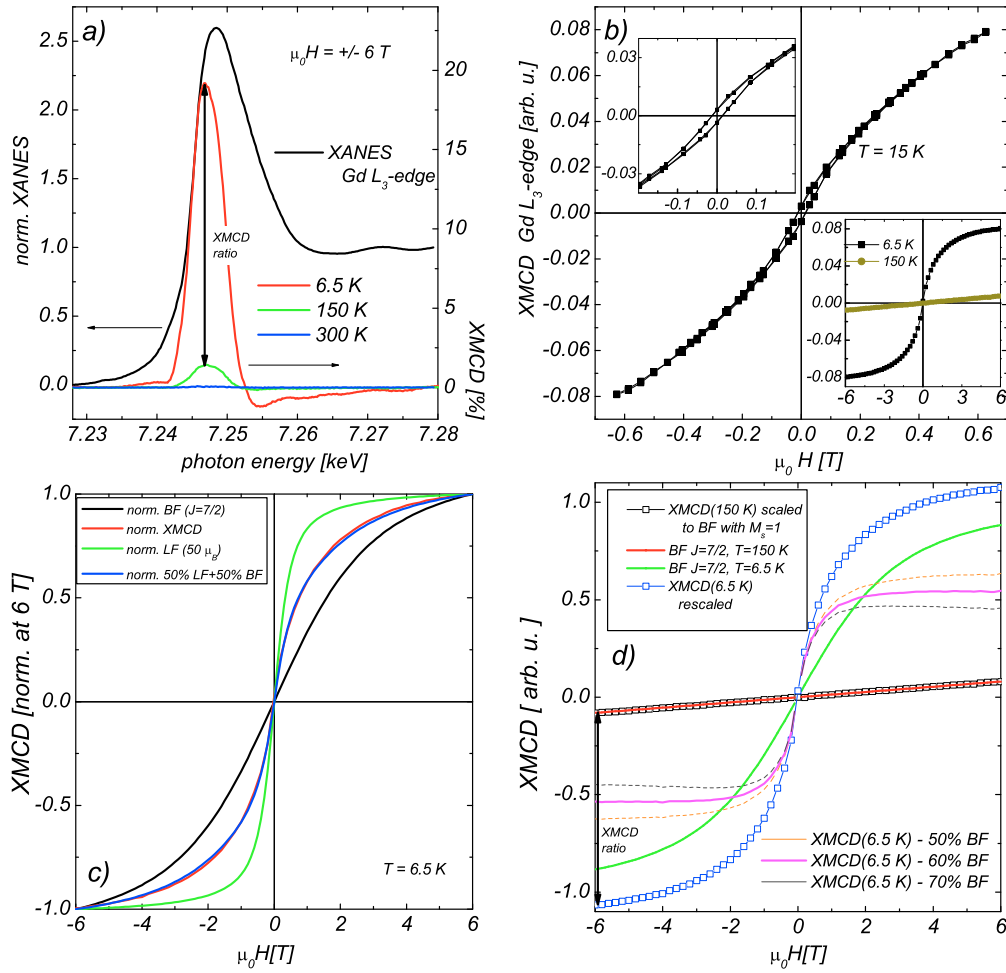 a)
μ₀H = +/- 6 T
XANES
Gd L₃-edge
XMCD
ratio
6.5 K
150 K
300 K
norm. XANES
2.5
2.0
1.5
1.0
0.5
0.0
20
15
10
5
0
XMCD [%]
7.23 7.24 7.25 7.26 7.27 7.28
photon energy [keV]
b)
XMCD Gd L₃-edge [arb. u.]
0.08
0.06
0.04
0.02
0.00
-0.02
-0.04
-0.06
-0.08
0.03
0.00
-0.03
-0.1 0.0 0.1
T = 15 K
6.5 K
150 K
0.08
0.04
0.00
-0.04
-0.08
-6 -3 0 3 6
-0.6 -0.4 -0.2 0.0 0.2 0.4 0.6
μ₀ H [T]
norm. BF (J=7/2)
norm. XMCD
norm. LF (50 μB)
norm. 50% LF+50% BF
XMCD [norm. at 6 T]
1.0
0.5
0.0
-0.5
-1.0
c)
T = 6.5 K
-6 -4 -2 0 2 4 6
μ₀H[T]
XMCD(150 K) scaled
to BF with Mₛ=1
BF J=7/2, T=150 K
BF J=7/2, T=6.5 K
XMCD(6.5 K)
rescaled
d)
XMCD [ arb. u. ]
1.0
0.5
0.0
-0.5
-1.0
XMCD
ratio
XMCD(6.5 K) - 50% BF
XMCD(6.5 K) - 60% BF
XMCD(6.5 K) - 70% BF
-6 -4 -2 0 2 4 6
μ₀H[T]